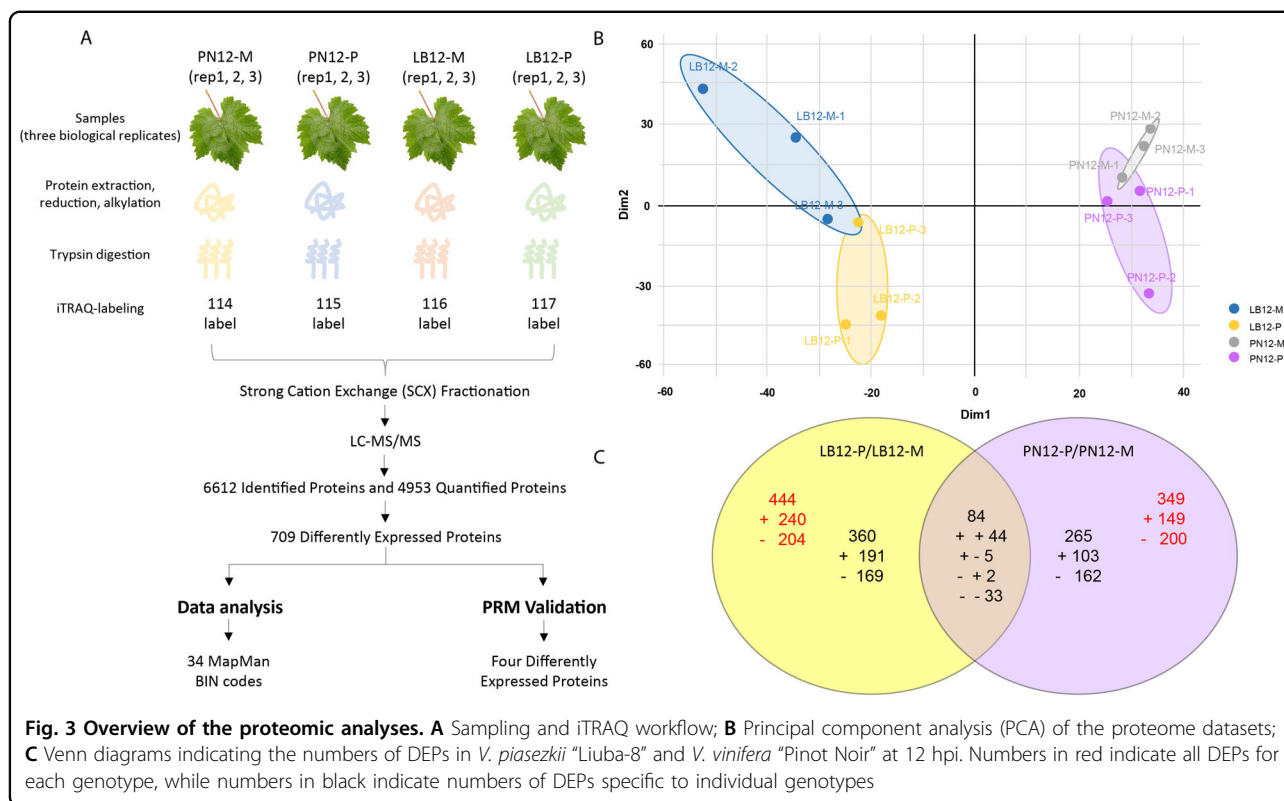 A
PN12-M PN12-P LB12-M LB12-P
(rep1, 2, 3) (rep1, 2, 3) (rep1, 2, 3) (rep1, 2, 3)
Samples
(three biological replicates)
Protein extraction,
reduction, alkylation
Trypsin digestion
iTRAQ-labeling
114 115 116 117
label label label label
Strong Cation Exchange (SCX) Fractionation
LC-MS/MS
6612 Identified Proteins and 4953 Quantified Proteins
709 Differently Expressed Proteins
Data analysis PRM Validation
34 MapMan
BIN codes
Four Differently
Expressed Proteins
B
60
30
0
-30
-60
Dim2
-60 -40 -20 0 20 40
Dim1
LB12-M-2
LB12-M-1
LB12-M-3
LB12-P-3
LB12-P-2
LB12-P-1
PN12-M-2
PN12-M-3
PN12-M-1
PN12-P-1
PN12-P-3
PN12-P-2
LB12-M
LB12-P
PN12-M
PN12-P
C
LB12-P/LB12-M PN12-P/PN12-M
444
+ 240
- 204
360
+ 191
- 169
84
+ + 44
+ - 5
- + 2
- - 33
265
+ 103
- 162
349
+ 149
- 200
Fig. 3 Overview of the proteomic analyses. A Sampling and iTRAQ workflow; B Principal component analysis (PCA) of the proteome datasets;
C Venn diagrams indicating the numbers of DEPs in V. piasezkii “Liuba-8” and V. vinifera “Pinot Noir” at 12 hpi. Numbers in red indicate all DEPs for
each genotype, while numbers in black indicate numbers of DEPs specific to individual genotypes